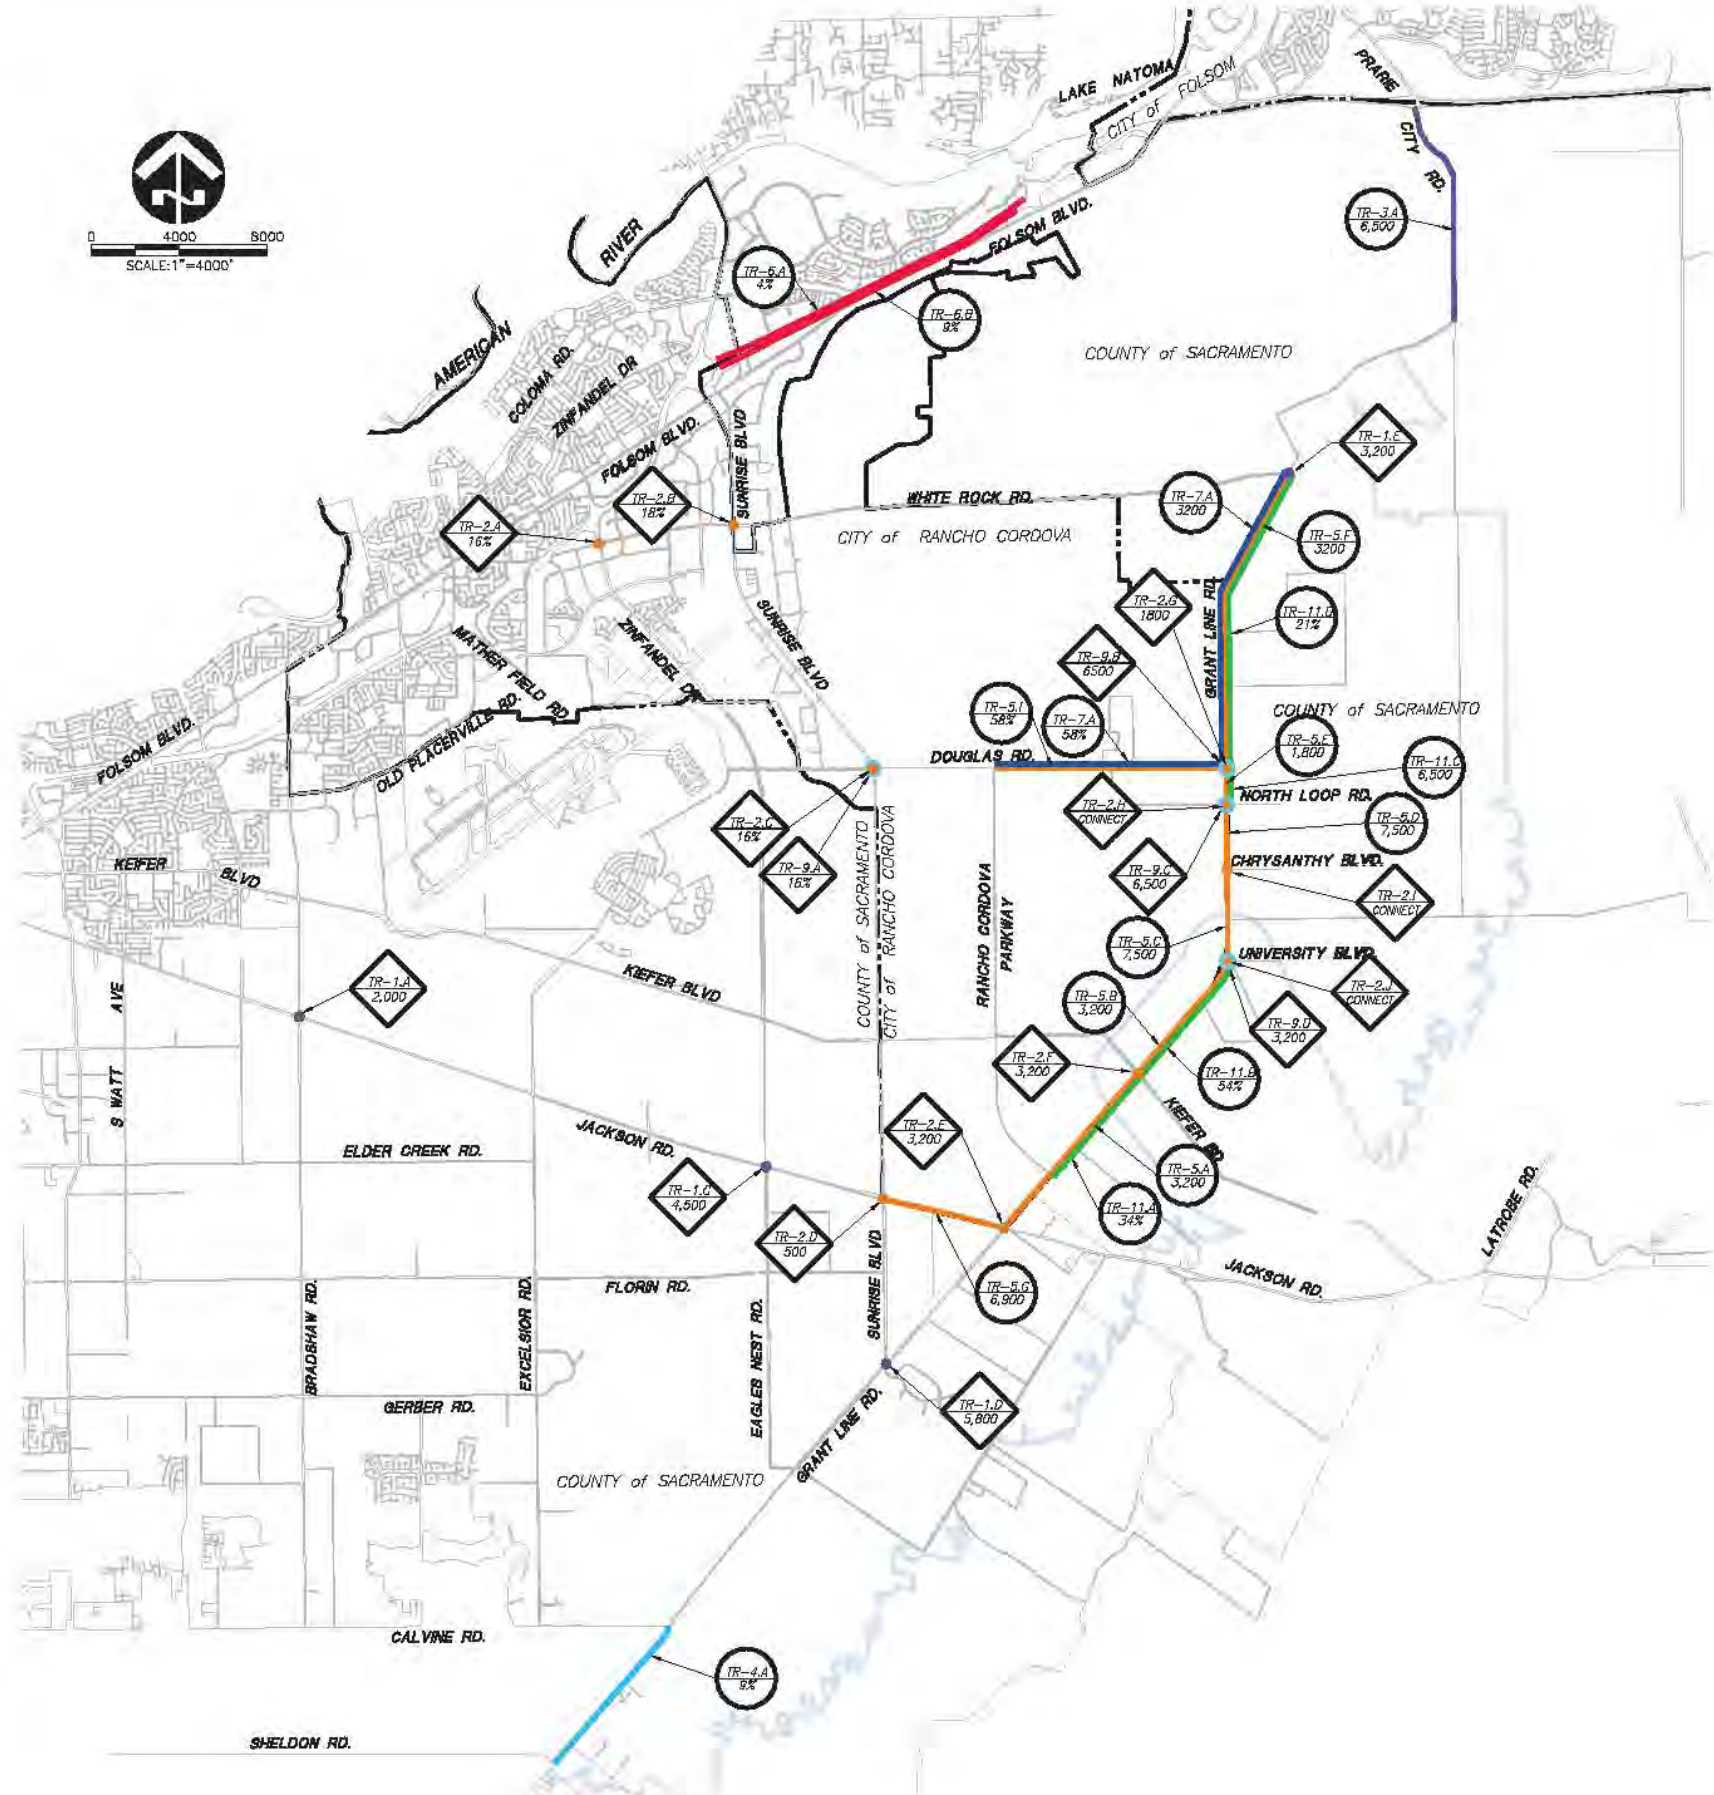 LAKE NATOMA
CITY of FOLSOM
PRARIE
CITY
RD.
TR-3.A
6,500
0 4000 8000
SCALE: 1"=4000'
RIVER
AMERICAN
FOLSOM BLVD.
TR-6.A
4%
TR-6.B
9%
COUNTY of SACRAMENTO
COLOMA RD.
ZINFANDEL DR
FOLSOM BLVD.
SUNRISE BLVD
TR-1.E
3,200
TR-2.B
18%
TR-2.A
16%
WHITE ROCK RD.
CITY of RANCHO CORDOVA
TR-7.A
3200
TR-5.F
3200
TR-2.G
1800
GRANT LINE RD.
TR-11.D
21%
SUNRISE BLVD
ZINFANDEL DR
MATHER FIELD RD
TR-9.B
6500
OLD PLACERVILLE RD.
FOLSOM BLVD.
TR-5.I
58%
TR-7.A
58%
COUNTY of SACRAMENTO
DOUGLAS RD.
TR-5.E
1,800
TR-11.C
6,500
NORTH LOOP RD.
TR-2.H
CONNECT
TR-5.D
7,500
TR-2.C
16%
TR-9.A
16%
COUNTY of SACRAMENTO
CITY of RANCHO CORDOVA
KEIFER
BLVD
CHRYSANTHY BLVD.
TR-9.C
6,500
TR-2.I
CONNECT
RANCHO CORDOVA
PARKWAY
TR-5.C
7,500
UNIVERSITY BLVD.
KIEFER BLVD
TR-1.A
2,000
TR-2.J
CONNECT
TR-5.B
3,200
TR-9.D
3,200
TR-2.F
3,200
TR-11.B
54%
S WATT AVE
KIEFER RD.
TR-2.E
3,200
JACKSON RD.
ELDER CREEK RD.
TR-5.A
3,200
TR-1.C
4,500
TR-11.A
34%
TR-2.D
500
LATROBE RD.
JACKSON RD.
FLORIN RD.
SUNRISE BLVD
TR-5.G
6,900
BRADSHAW RD.
EXCELSIOR RD.
EAGLES NEST RD.
TR-1.D
5,800
GERBER RD.
GRANT LINE RD.
COUNTY of SACRAMENTO
CALVINE RD.
TR-4.A
9%
SHELDON RD.